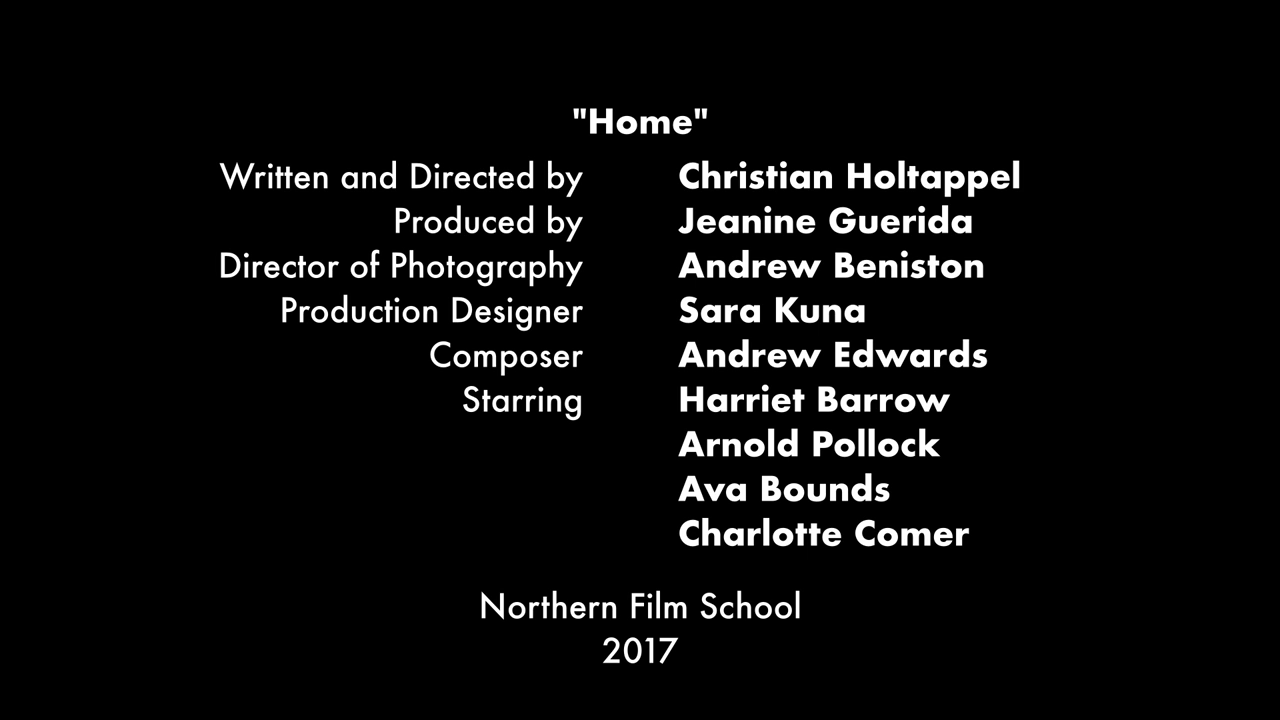 "Home"
Written and Directed by Christian Holtappel
Produced by Jeanine Guerida
Director of Photography Andrew Beniston
Production Designer Sara Kuna
Composer Andrew Edwards
Starring Harriet Barrow
Arnold Pollock
Ava Bounds
Charlotte Comer
Northern Film School
2017